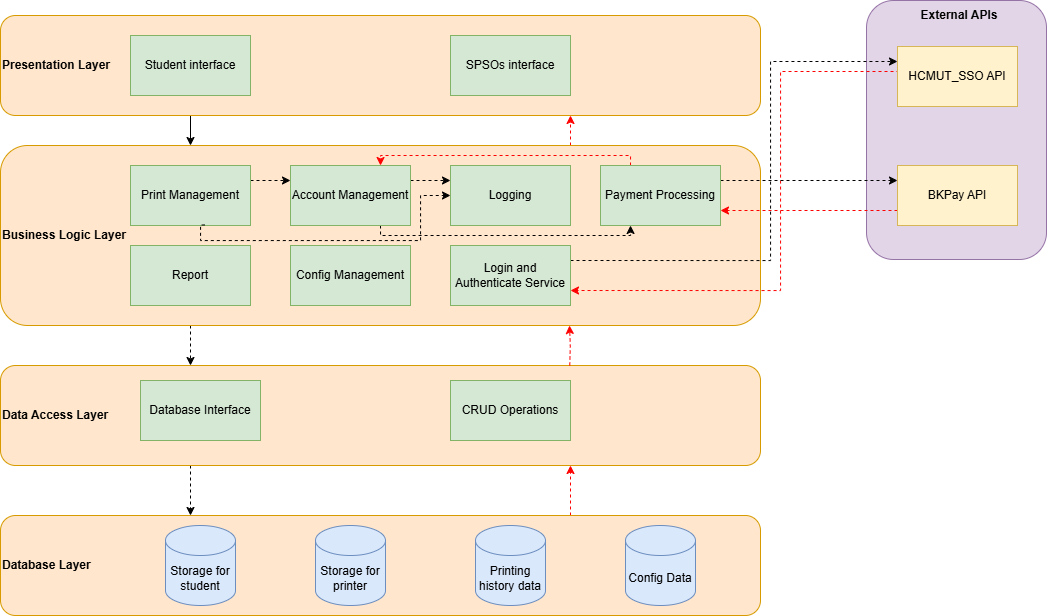 External APIs
Presentation Layer
Student interface
SPSOs interface
HCMUT_SSO API
Print Management
Account Management
Logging
Payment Processing
BKPay API
Business Logic Layer
Report
Config Management
Login and
Authenticate Service
Data Access Layer
Database Interface
CRUD Operations
Database Layer
Storage for
student
Storage for
printer
Printing
history data
Config Data